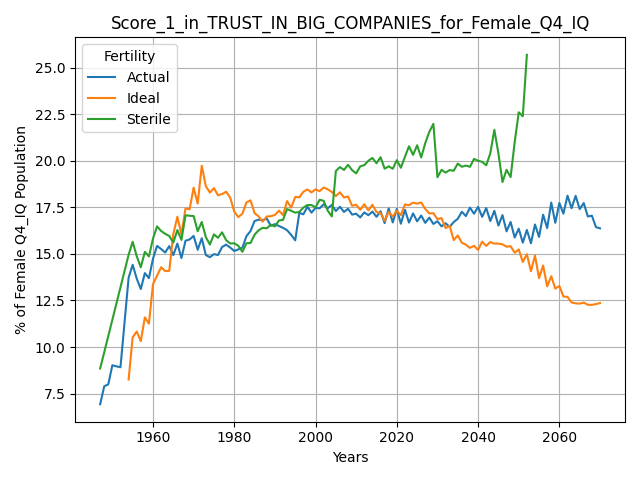 Score_1_in_TRUST_IN_BIG_COMPANIES_for_Female_Q4_IQ
Fertility
Actual
Ideal
Sterile
% of Female Q4_IQ Population
25.0
22.5
20.0
17.5
15.0
12.5
10.0
7.5
1960
1980
2000
2020
2040
2060
Years